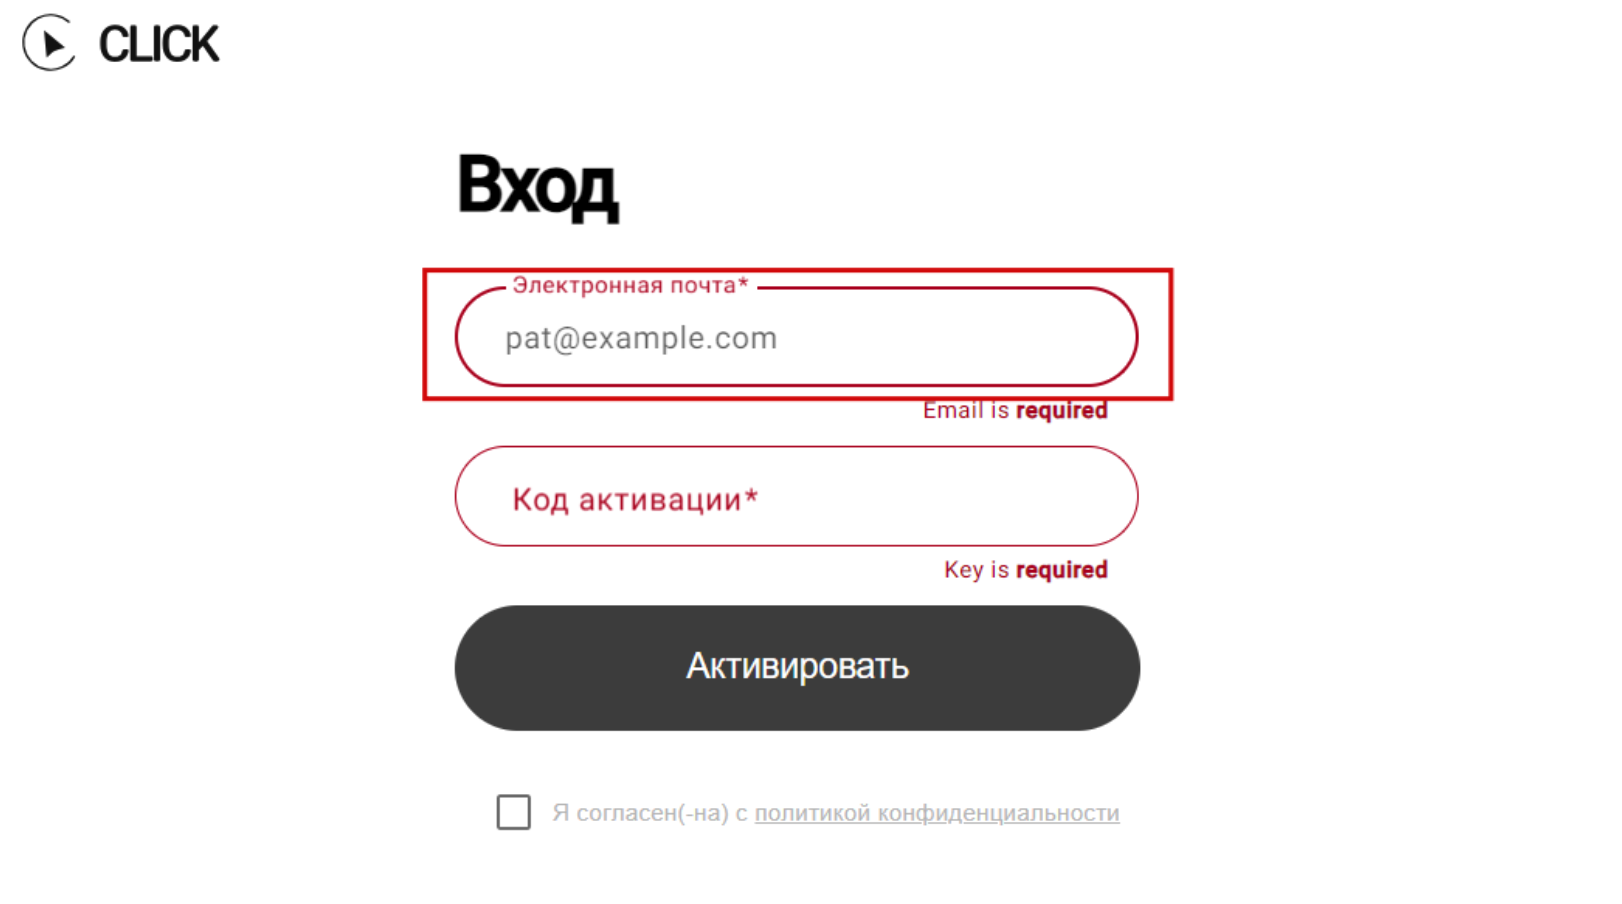 CLICK
Вход
Электронная почта*
pat@example.com
Email is required
Код активации*
Key is required
Активировать
Я согласен(-на) с политикой конфиденциальности